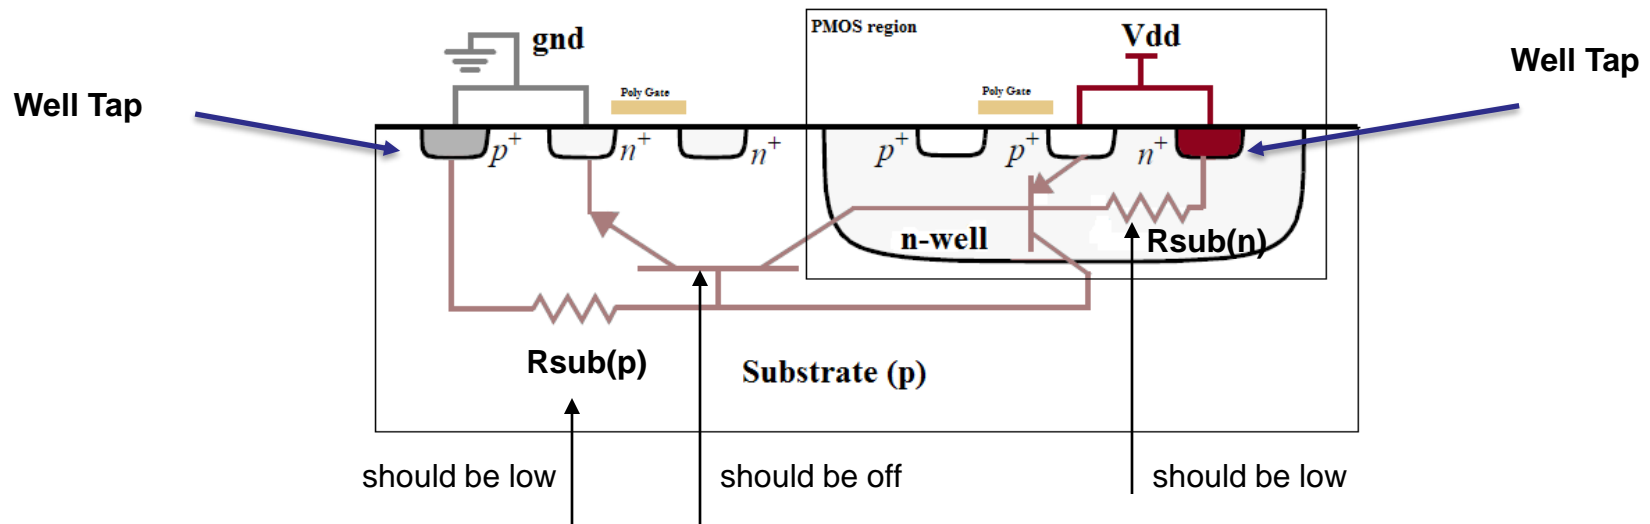 PMOS region
gnd
Vdd
Well Tap
Well Tap
Poly Gate
Poly Gate
p+
n+
n+
p+
p+
n+
n-well
Rsub(n)
Rsub(p)
Substrate (p)
should be low
should be off
should be low